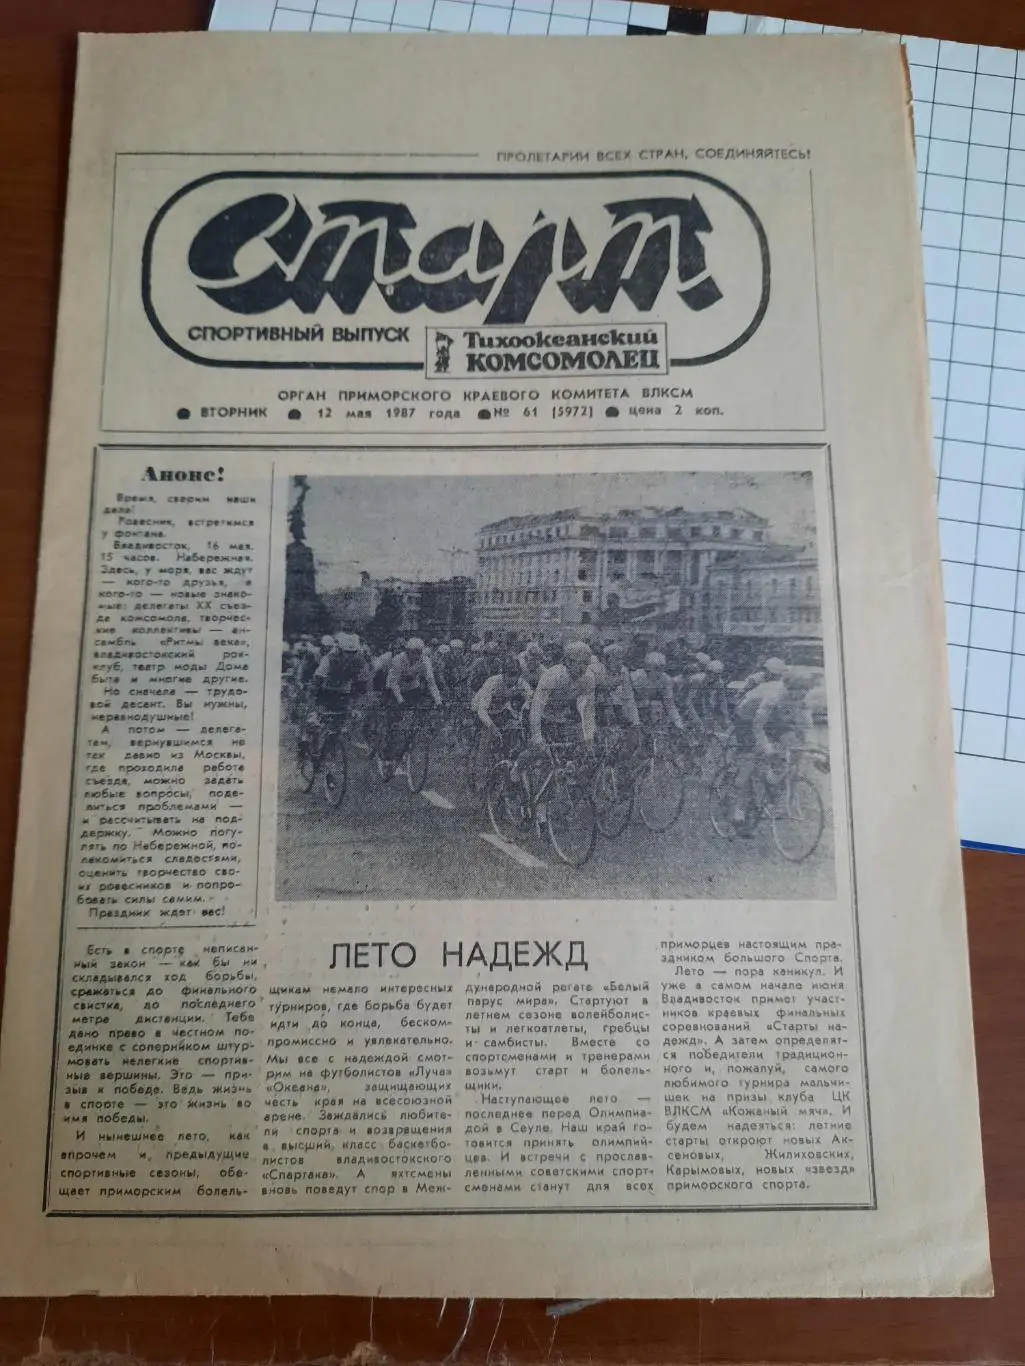 ПРОЛЕТАРИИ ВСЕХ СТРАН, СОЕДИНЯЙТЕСЬ!
Старт
СПОРТИВНЫЙ ВЫПУСК
Тихоокеанский
КОМСОМОЛЕЦ
ОРГАН ПРИМОРСКОГО КРАЕВОГО КОМИТЕТА ВЛКСМ
ВТОРНИК 12 мая 1987 года № 61 (5972) цена 2 коп.
Анонс!
Время, сверим наши
дела!
Ровесник, встретимся
у фонтана.
Владивосток, 16 мая,
15 часов. Набережная.
Здесь, у моря, вас ждут
— кого-то друзья, а
кого-то — новые знако-
мые: делегаты XX съез-
да комсомола, творчес-
кие коллективы — ан-
самбль «Ритмы века»,
владивостокский рок-
клуб, театр моды Дома
быта и многие другие.
Но сначала — трудо-
вой десант. Вы нужны,
неравнодушные!
А потом — делега-
там, вернувшимся не
так давно из Москвы,
где проходила работа
съезда, можно задать
любые вопросы, поде-
литься проблемами —
и рассчитывать на под-
держку. Можно погу-
лять по Набережной, по-
лакомиться сладостями,
оценить творчество сво-
их ровесников и попро-
бовать силы самим.
Праздник ждет вас!
ЛЕТО НАДЕЖД
Есть в спорте неписан-
ный закон — как бы ни
складывался ход борьбы,
сражаться до финального
свистка, до последнего
метра дистанции. Тебе
дано право в честном по-
единке с соперником штур-
мовать нелегкие спортив-
ные вершины. Это — при-
зыв к победе. Ведь жизнь
в спорте — это жизнь во
имя победы.
И нынешнее лето, как
впрочем и, предыдущие
спортивные сезоны, обе-
щает приморским болель-
щикам немало интересных
турниров, где борьба будет
идти до конца, беском-
промиссно и увлекательно.
Мы все с надеждой смот-
рим на футболистов «Луча»
«Океана», защищающих
честь края на всесоюзной
арене. Заждались любите-
ли спорта и возвращения
в высший, класс баскетбо-
листов владивостокского
«Спартака». А яхтсмены
вновь поведут спор в Меж-
дународной регате «Белый
парус мира». Стартуют в
летнем сезоне волейболис-
ты и легкоатлеты, гребцы
и самбисты. Вместе со
спортсменами и тренерами
возьмут старт и болель-
щики.
Наступающее лето —
последнее перед Олимпиа-
дой в Сеуле. Наш край го-
товится принять олимпий-
цев. И встречи с прослав-
ленными советскими спорт-
сменами станут для всех
приморцев настоящим пра-
здником большого Спорта.
Лето — пора каникул. И
уже в самом начале июня
Владивосток примет участ-
ников краевых финальных
соревнований «Старты на-
дежд». А затем определят-
ся победители традицион-
ного и, пожалуй, самого
любимого турнира мальчи-
шек на призы клуба ЦК
ВЛКСМ «Кожаный мяч». И
будем надеяться: летние
старты откроют новых Ак-
сеновых, Жилиховских,
Карымовых, новых «звезд»
приморского спорта.